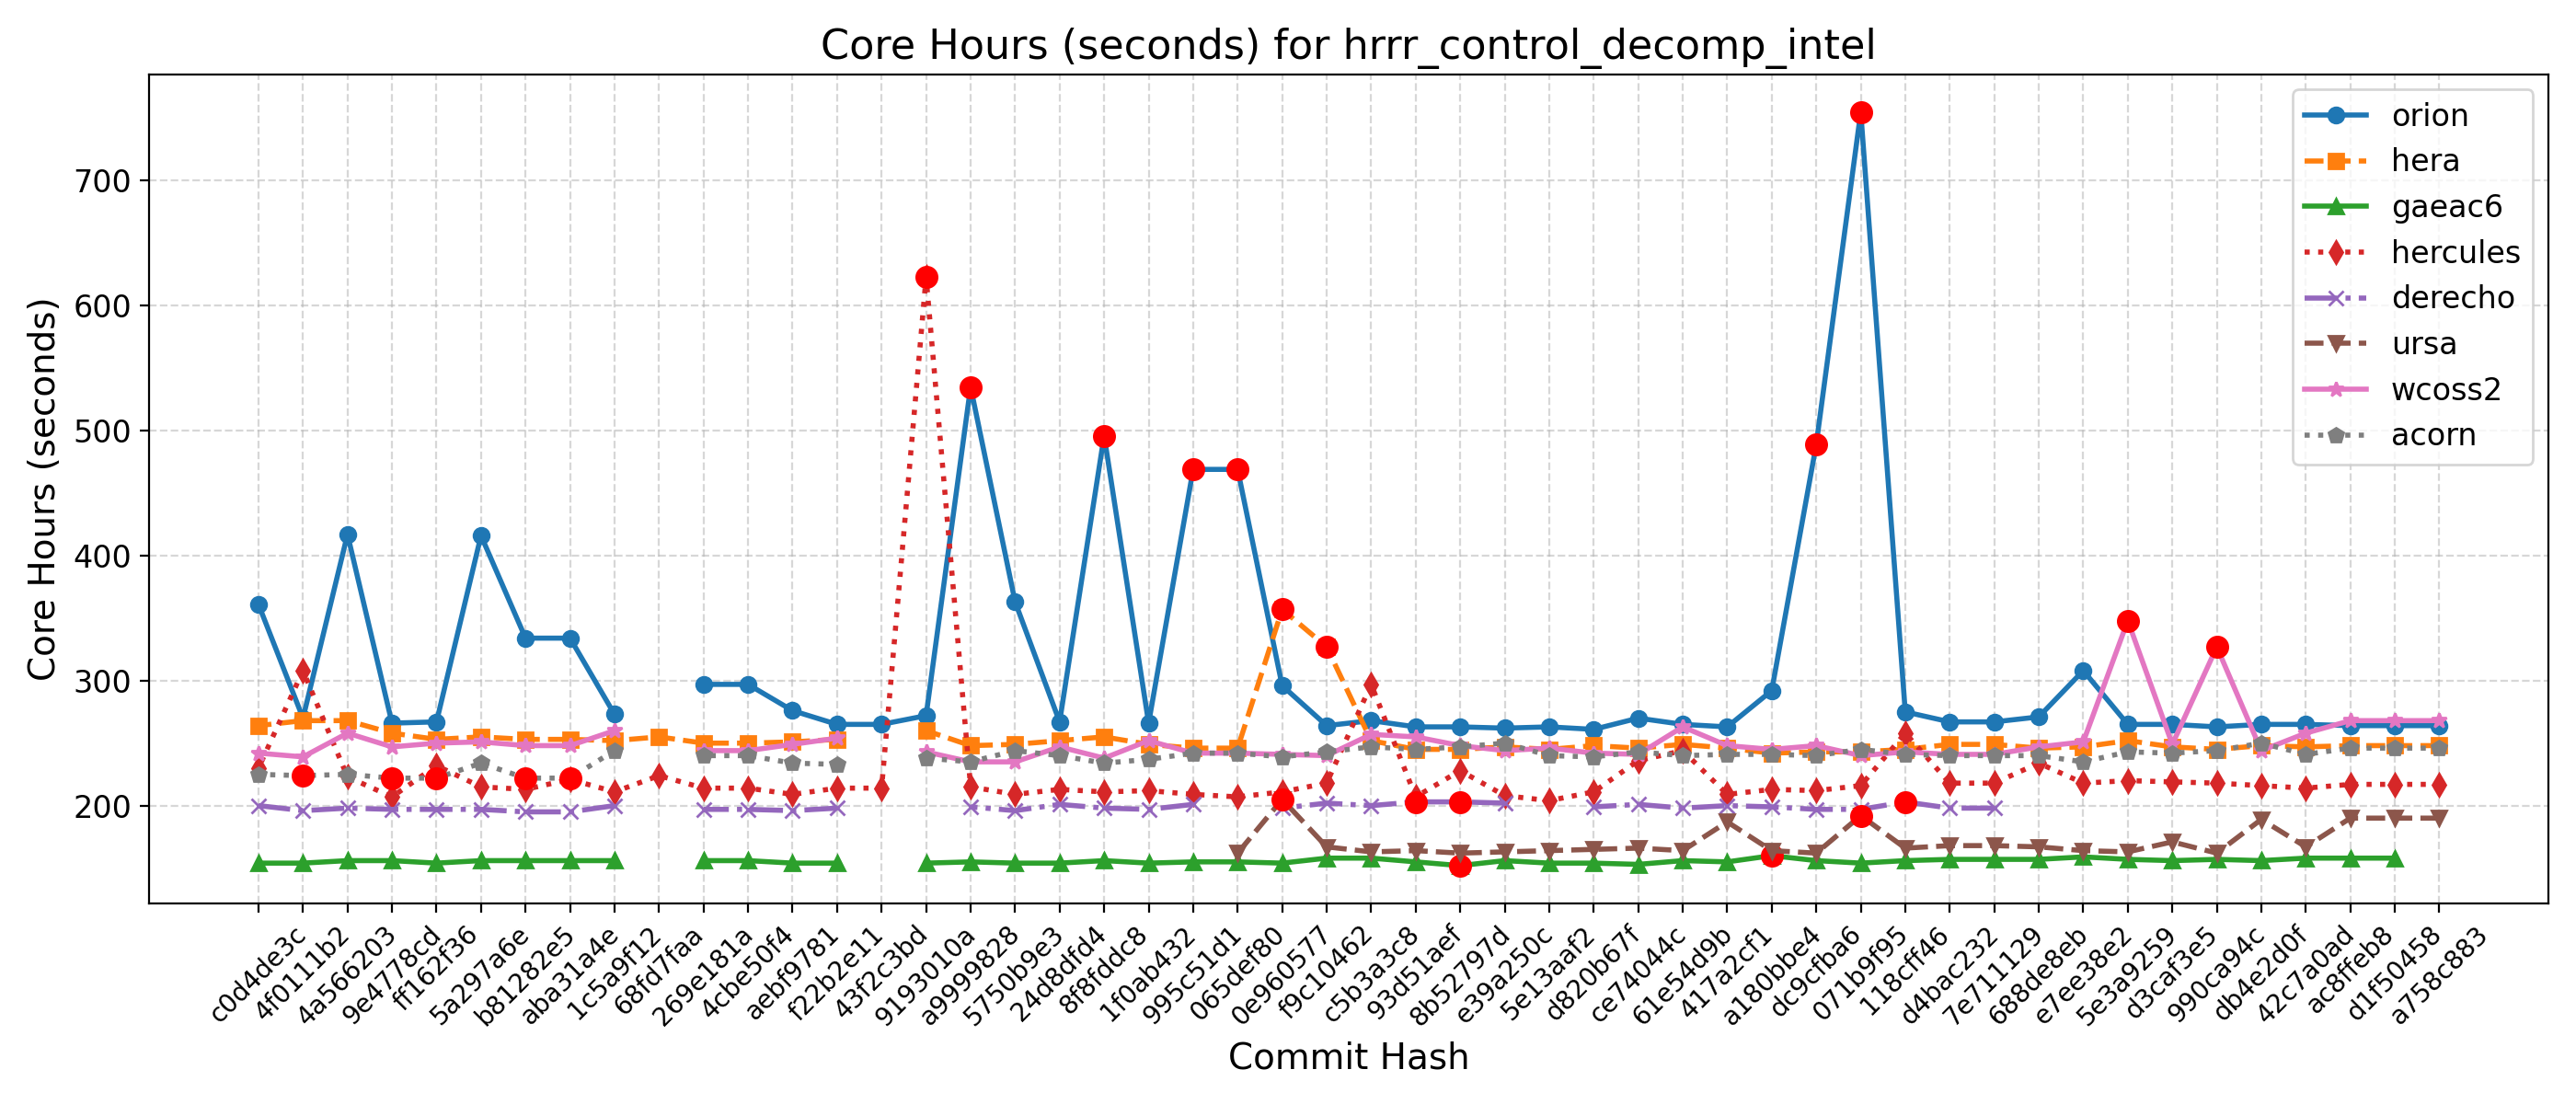 Core Hours (seconds) for hrrr_control_decomp_intel
Core Hours (seconds)
700
600
500
400
300
200
orion
hera
gaeac6
hercules
derecho
ursa
wcoss2
acorn
c0d4de3c
4f0111b2
4a566203
9e4778cd
ff162f36
5a297a6e
b81282e5
aba31a4e
1c5a9f12
68fd7faa
269e181a
4cbe50f4
aebf9781
f22b2e11
43f2c3bd
9193010a
a9999828
5750b9e3
24d8dfd4
8f8fddc8
1f0ab432
995c51d1
065def80
0e960577
f9c10462
c5b3a3c8
93d51aef
8b52797d
e39a250c
5e13aaf2
d820b67f
ce74044c
61e54d9b
417a2cf1
a180bbe4
dc9cfba6
071b9f95
118cff46
d4bac232
7e711129
688de8eb
e7ee38e2
5e3a9259
d3caf3e5
990ca94c
db4e2d0f
42c7a0ad
ac8ffeb8
d1f50458
a758c883
Commit Hash